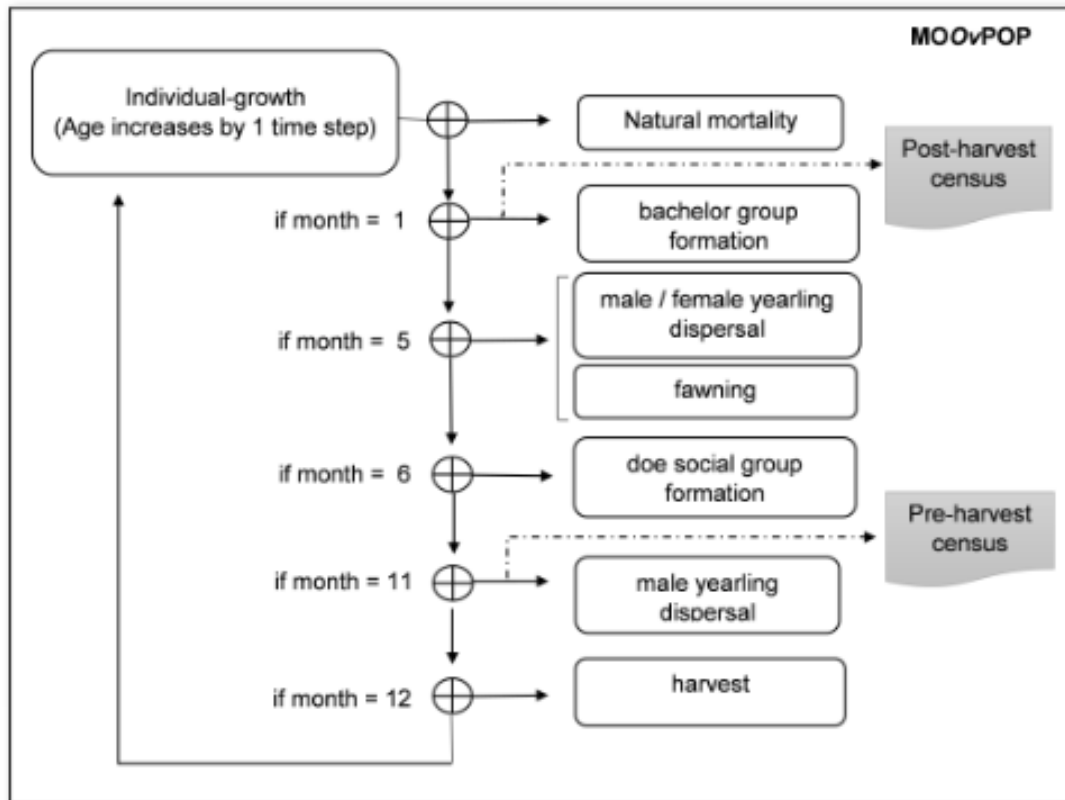 MOOvPOP
Individual-growth
(Age increases by 1 time step)
Natural mortality
Post-harvest
census
if month = 1
bachelor group
formation
if month = 5
male / female yearling
dispersal
fawning
if month = 6
doe social group
formation
Pre-harvest
census
if month = 11
male yearling
dispersal
if month = 12
harvest